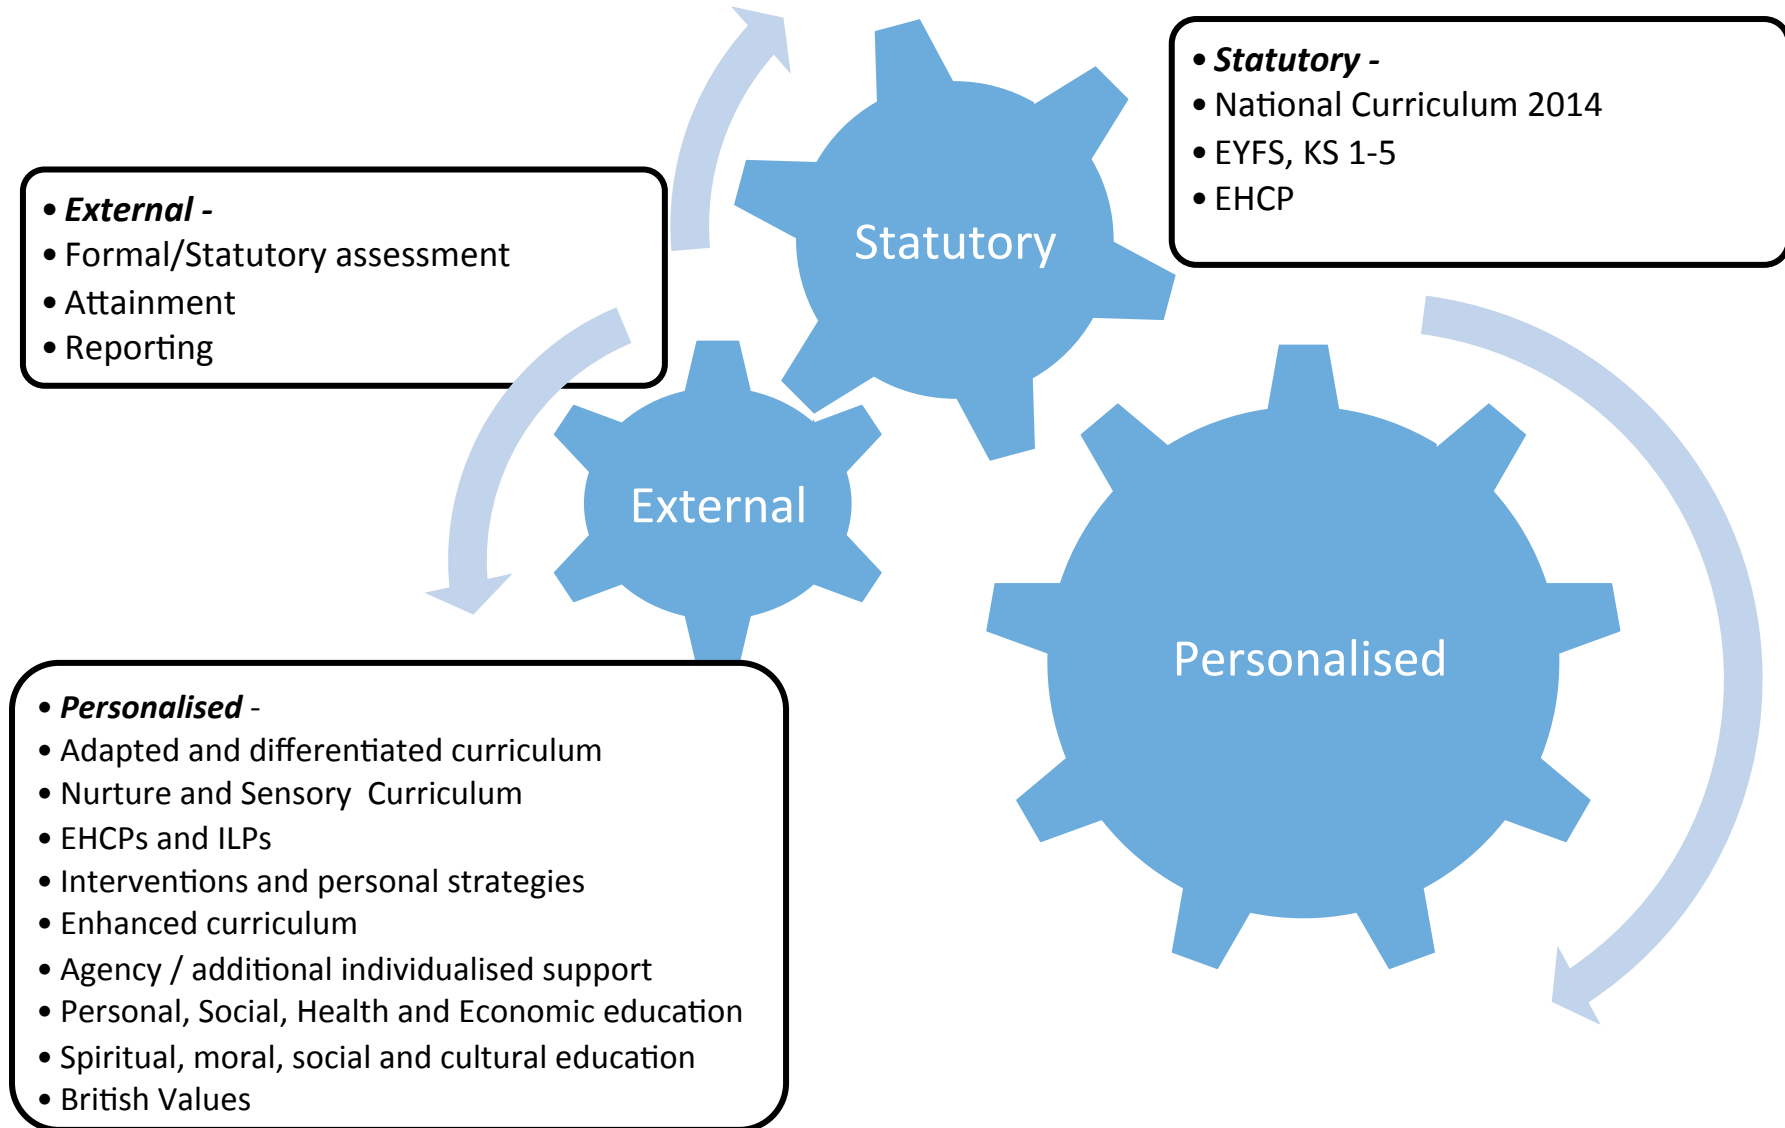 • Statutory -
• National Curriculum 2014
• EYFS, KS 1-5
• EHCP
• External -
• Formal/Statutory assessment
• Attainment
• Reporting
Statutory
External
Personalised
• Personalised -
• Adapted and differentiated curriculum
• Nurture and Sensory Curriculum
• EHCPs and ILPs
• Interventions and personal strategies
• Enhanced curriculum
• Agency / additional individualised support
• Personal, Social, Health and Economic education
• Spiritual, moral, social and cultural education
• British Values